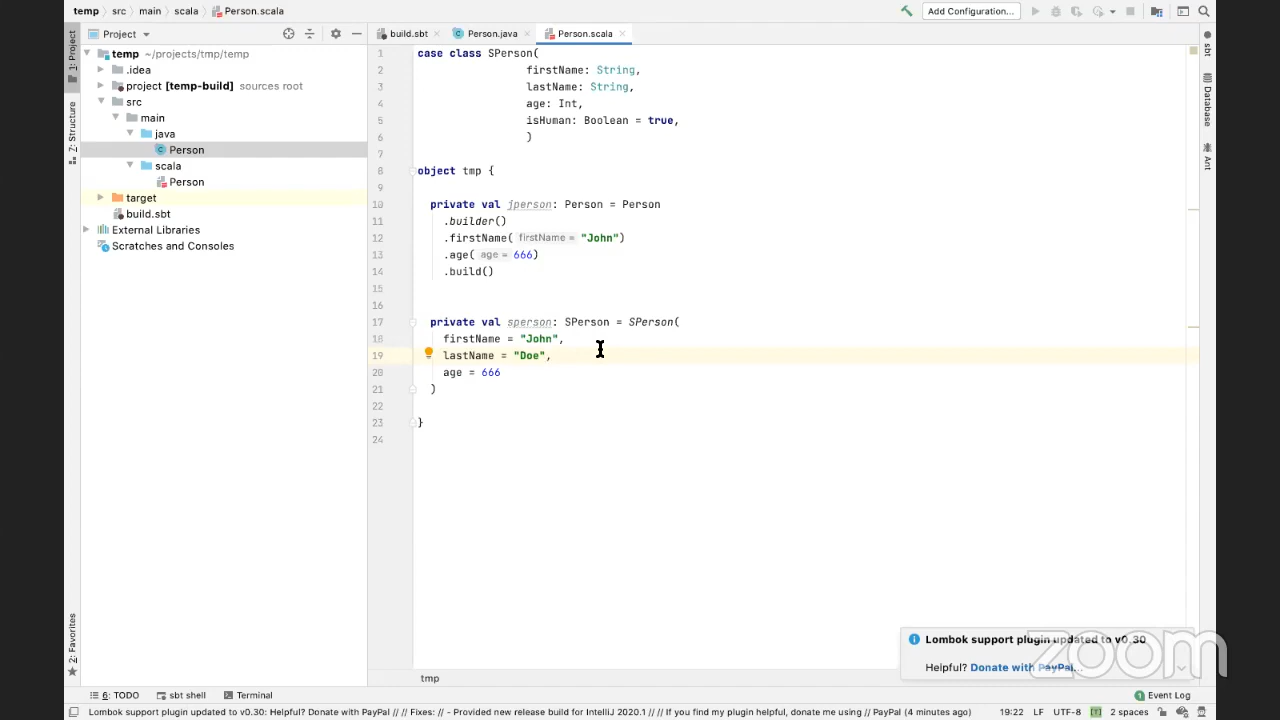 temp src main scala Person.scala Add Configuration...
1: Project
Project
build.sbt Person.java Person.scala
temp ~/projects/tmp/temp
.idea
project [temp-build] sources root
src
main
java
Person
scala
Person
target
build.sbt
External Libraries
Scratches and Consoles
7: Structure
2: Favorites
1 case class SPerson(
2 firstName: String,
3 lastName: String,
4 age: Int,
5 isHuman: Boolean = true,
6 )
7
8 object tmp {
9
10 private val jperson: Person = Person
11 .builder()
12 .firstName( firstName = "John")
13 .age( age = 666)
14 .build()
15
16
17 private val sperson: SPerson = SPerson(
18 firstName = "John",
19 lastName = "Doe",
20 age = 666
21 )
22
23 }
24
sbt
Database
Ant
Lombok support plugin updated to v0.30
Helpful? Donate with PayPal...
zoom
tmp
6: TODO sbt shell Terminal 1 Event Log
Lombok support plugin updated to v0.30: Helpful? Donate with PayPal // // Fixes: // - Provided new release build for IntelliJ 2020.1 // // If you find my plugin helpful, donate me using // PayPal (4 minutes ago) 19:22 LF UTF-8 [T] 2 spaces